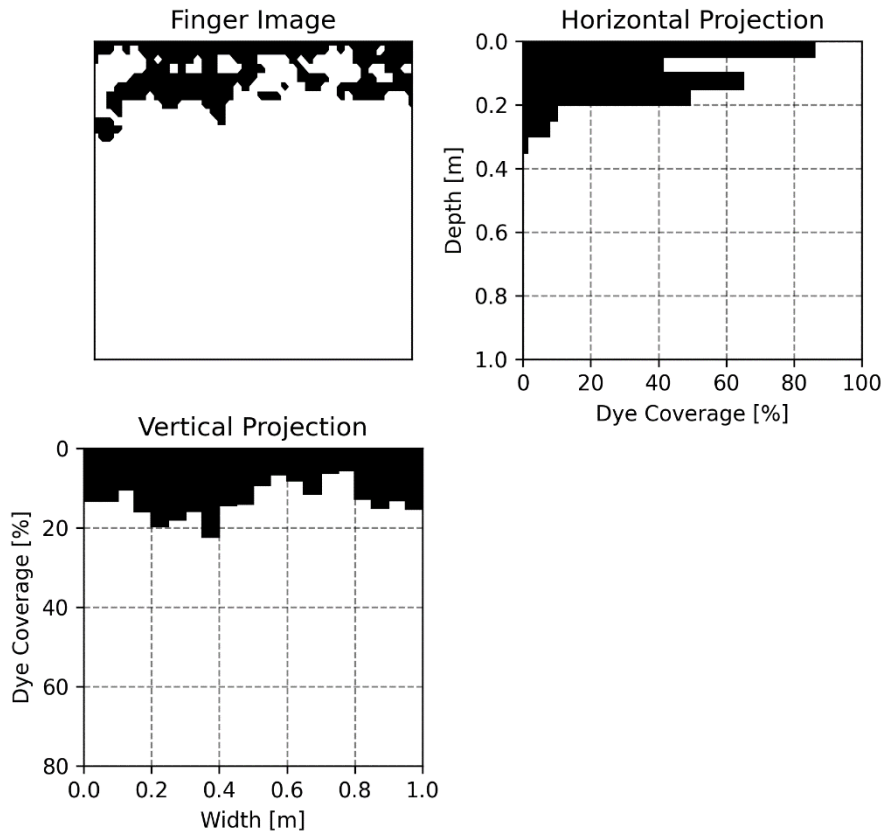 Finger Image
Horizontal Projection
0.0
0.2
0.4
0.6
0.8
1.0
Depth [m]
0 20 40 60 80 100
Dye Coverage [%]
Vertical Projection
0
20
40
60
80
Dye Coverage [%]
0.0 0.2 0.4 0.6 0.8 1.0
Width [m]